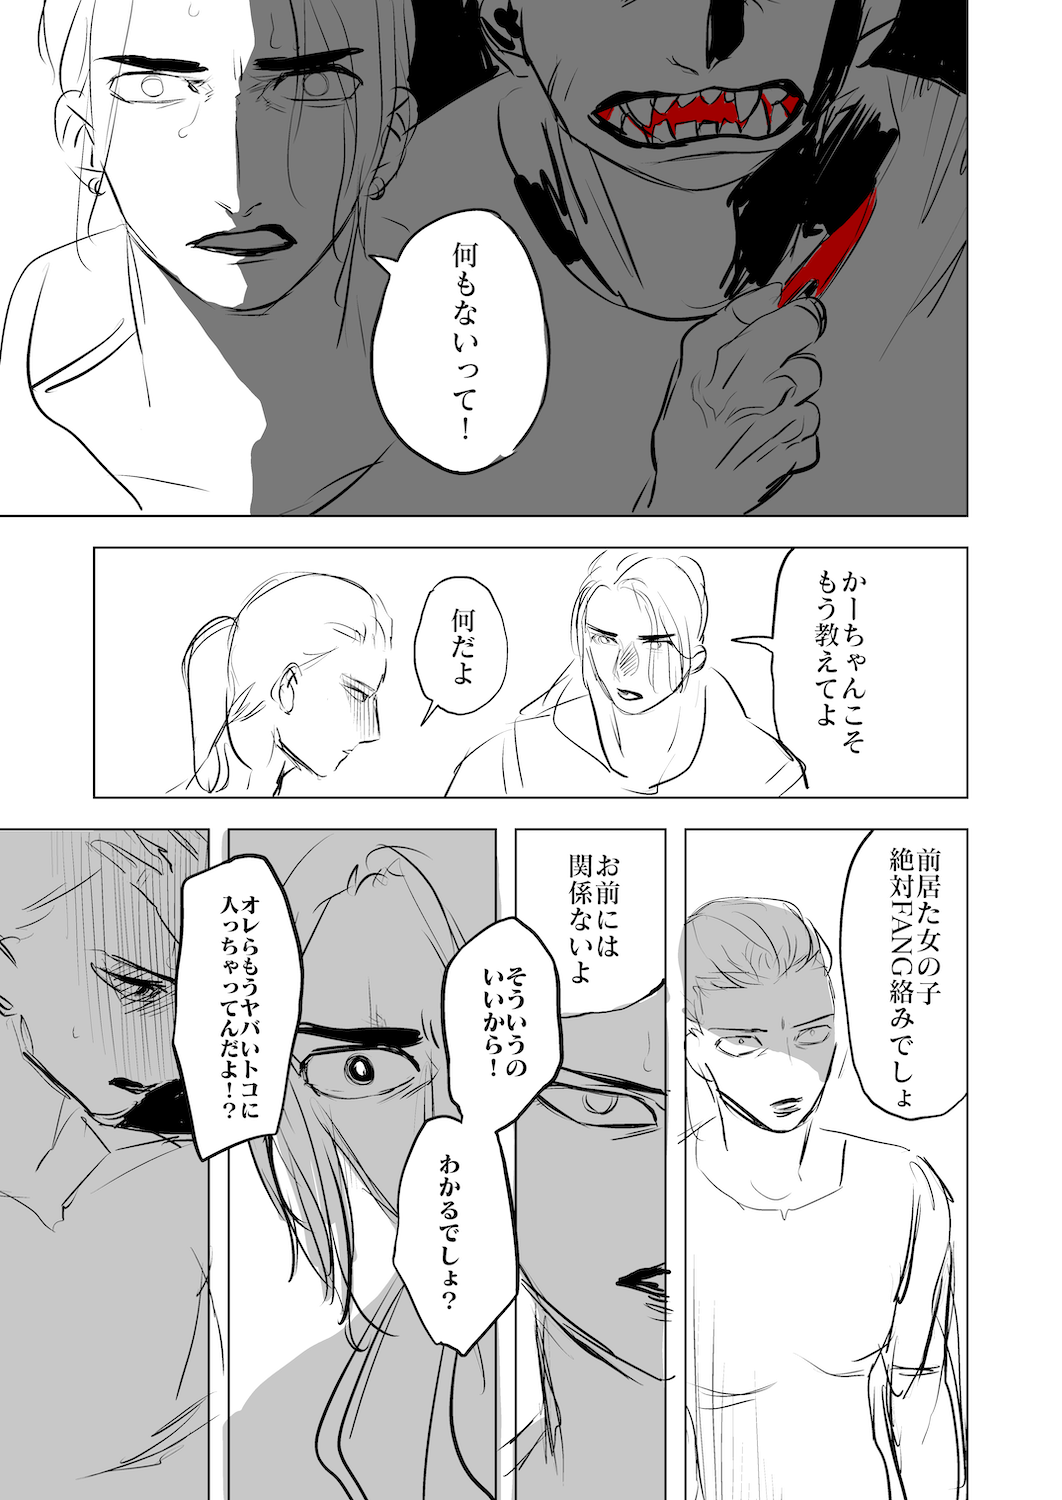 何もないって！
かーちゃんこそ
もう教えてよ
何だよ
前居た女の子
絶対FANG絡みでしょ
お前には
関係ないよ
そういうの
いいから！
わかるでしょ？
オレらもうヤバいトコに
入っちゃってんだよ！？